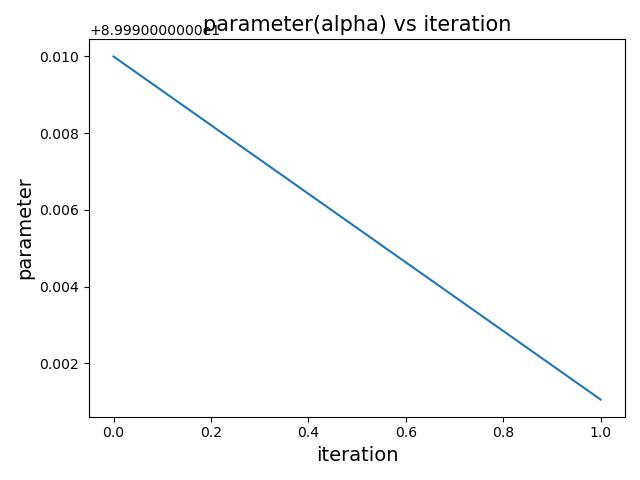 parameter(alpha) vs iteration
+8.9990000000e1
0.010
0.008
0.006
0.004
0.002
parameter
0.0 0.2 0.4 0.6 0.8 1.0
iteration